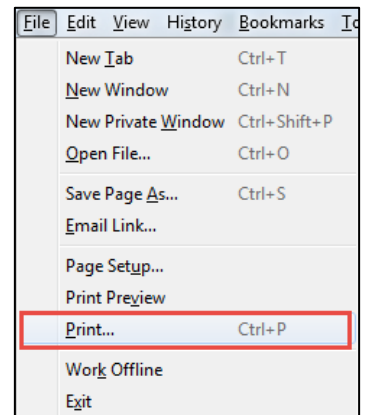 File Edit View History Bookmarks To
New Tab Ctrl+T
New Window Ctrl+N
New Private Window Ctrl+Shift+P
Open File... Ctrl+O
Save Page As... Ctrl+S
Email Link...
Page Setup...
Print Preview
Print... Ctrl+P
Work Offline
Exit